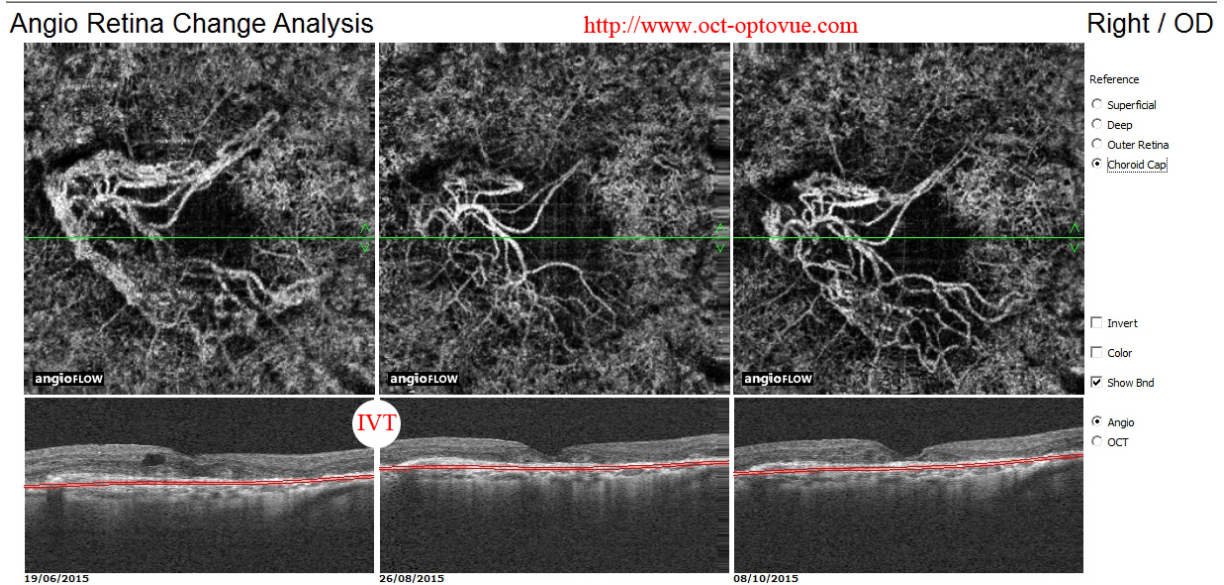 Angio Retina Change Analysis
http://www.oct-optovue.com
Right / OD
Reference
Superficial
Deep
Outer Retina
Choroid Cap
Invert
Color
Show Bnd
Angio
OCT
angioFLOW
angioFLOW
angioFLOW
IVT
19/06/2015
26/08/2015
08/10/2015